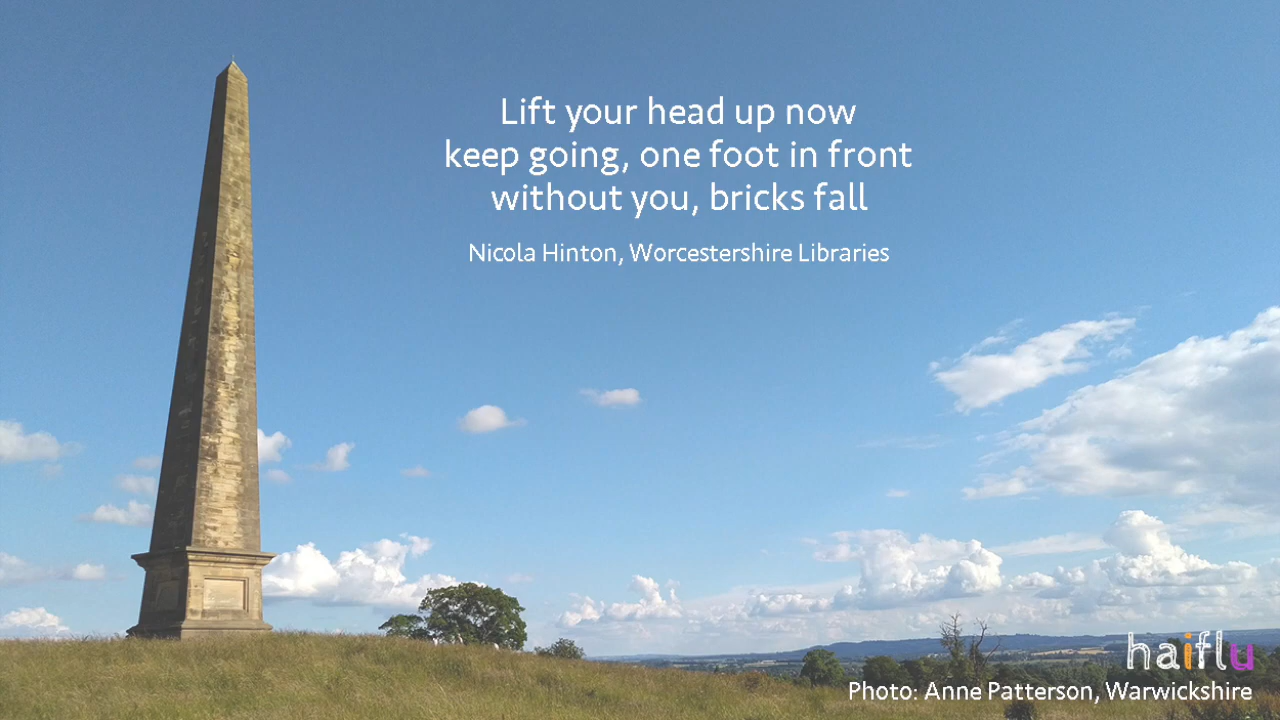 Lift your head up now
keep going, one foot in front
without you, bricks fall
Nicola Hinton, Worcestershire Libraries
haiflu
Photo: Anne Patterson, Warwickshire